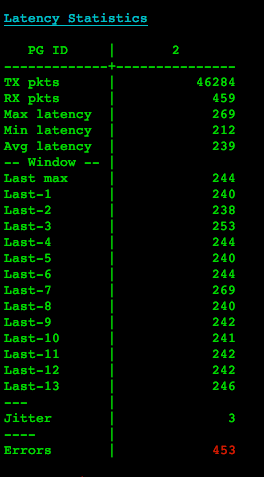 Latency Statistics
PG ID | 2
-------------+---------------
TX pkts | 46284
RX pkts | 459
Max latency | 269
Min latency | 212
Avg latency | 239
-- Window -- |
Last max | 244
Last-1 | 240
Last-2 | 238
Last-3 | 253
Last-4 | 244
Last-5 | 240
Last-6 | 244
Last-7 | 269
Last-8 | 240
Last-9 | 242
Last-10 | 241
Last-11 | 242
Last-12 | 242
Last-13 | 246
--- |
Jitter | 3
---- |
Errors | 453